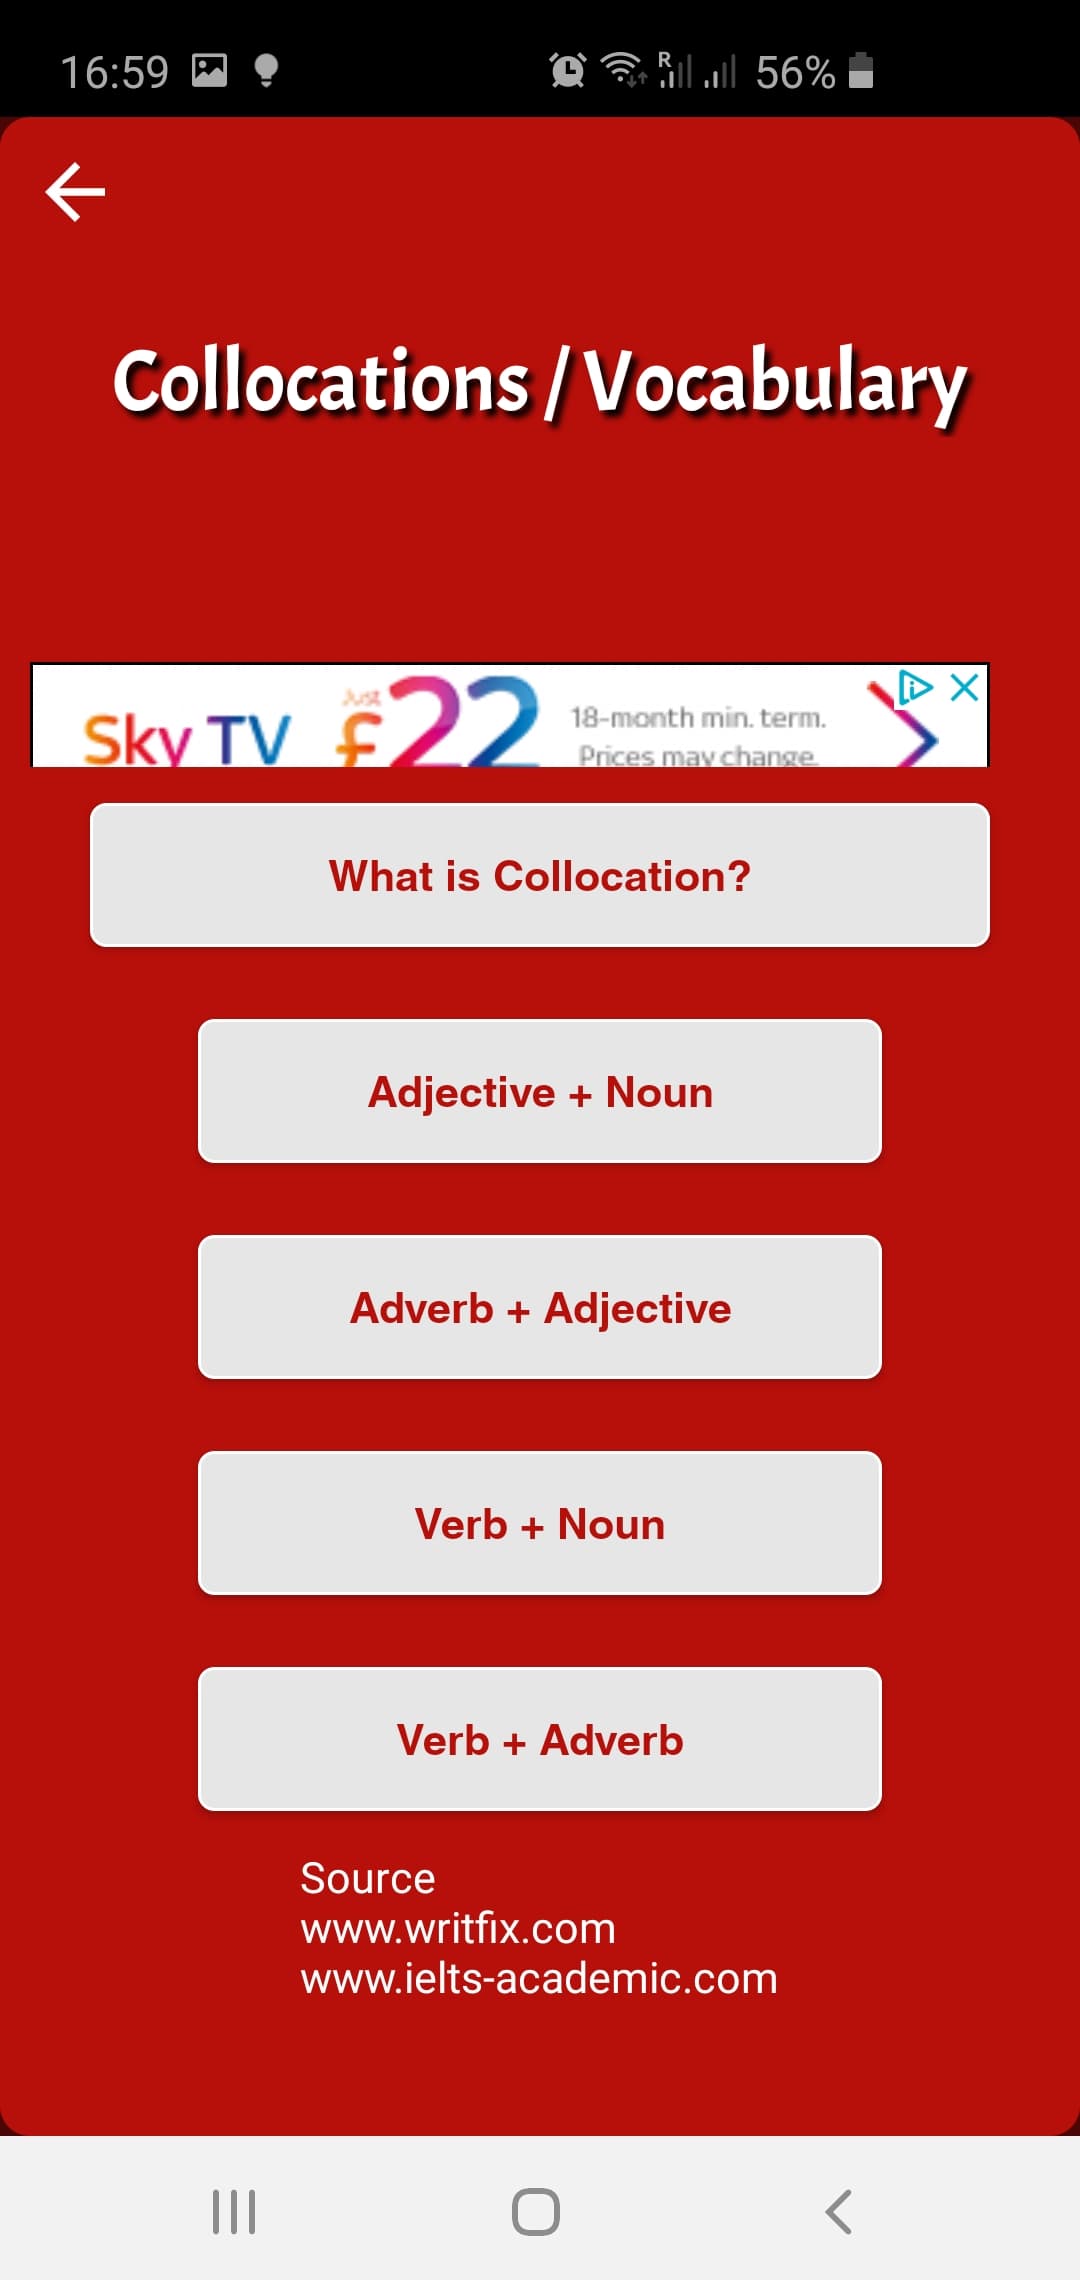 16:59
R
56%
Collocations / Vocabulary
Just
Sky TV £22
18-month min. term.
Prices may change.
What is Collocation?
Adjective + Noun
Adverb + Adjective
Verb + Noun
Verb + Adverb
Source
www.writfix.com
www.ielts-academic.com